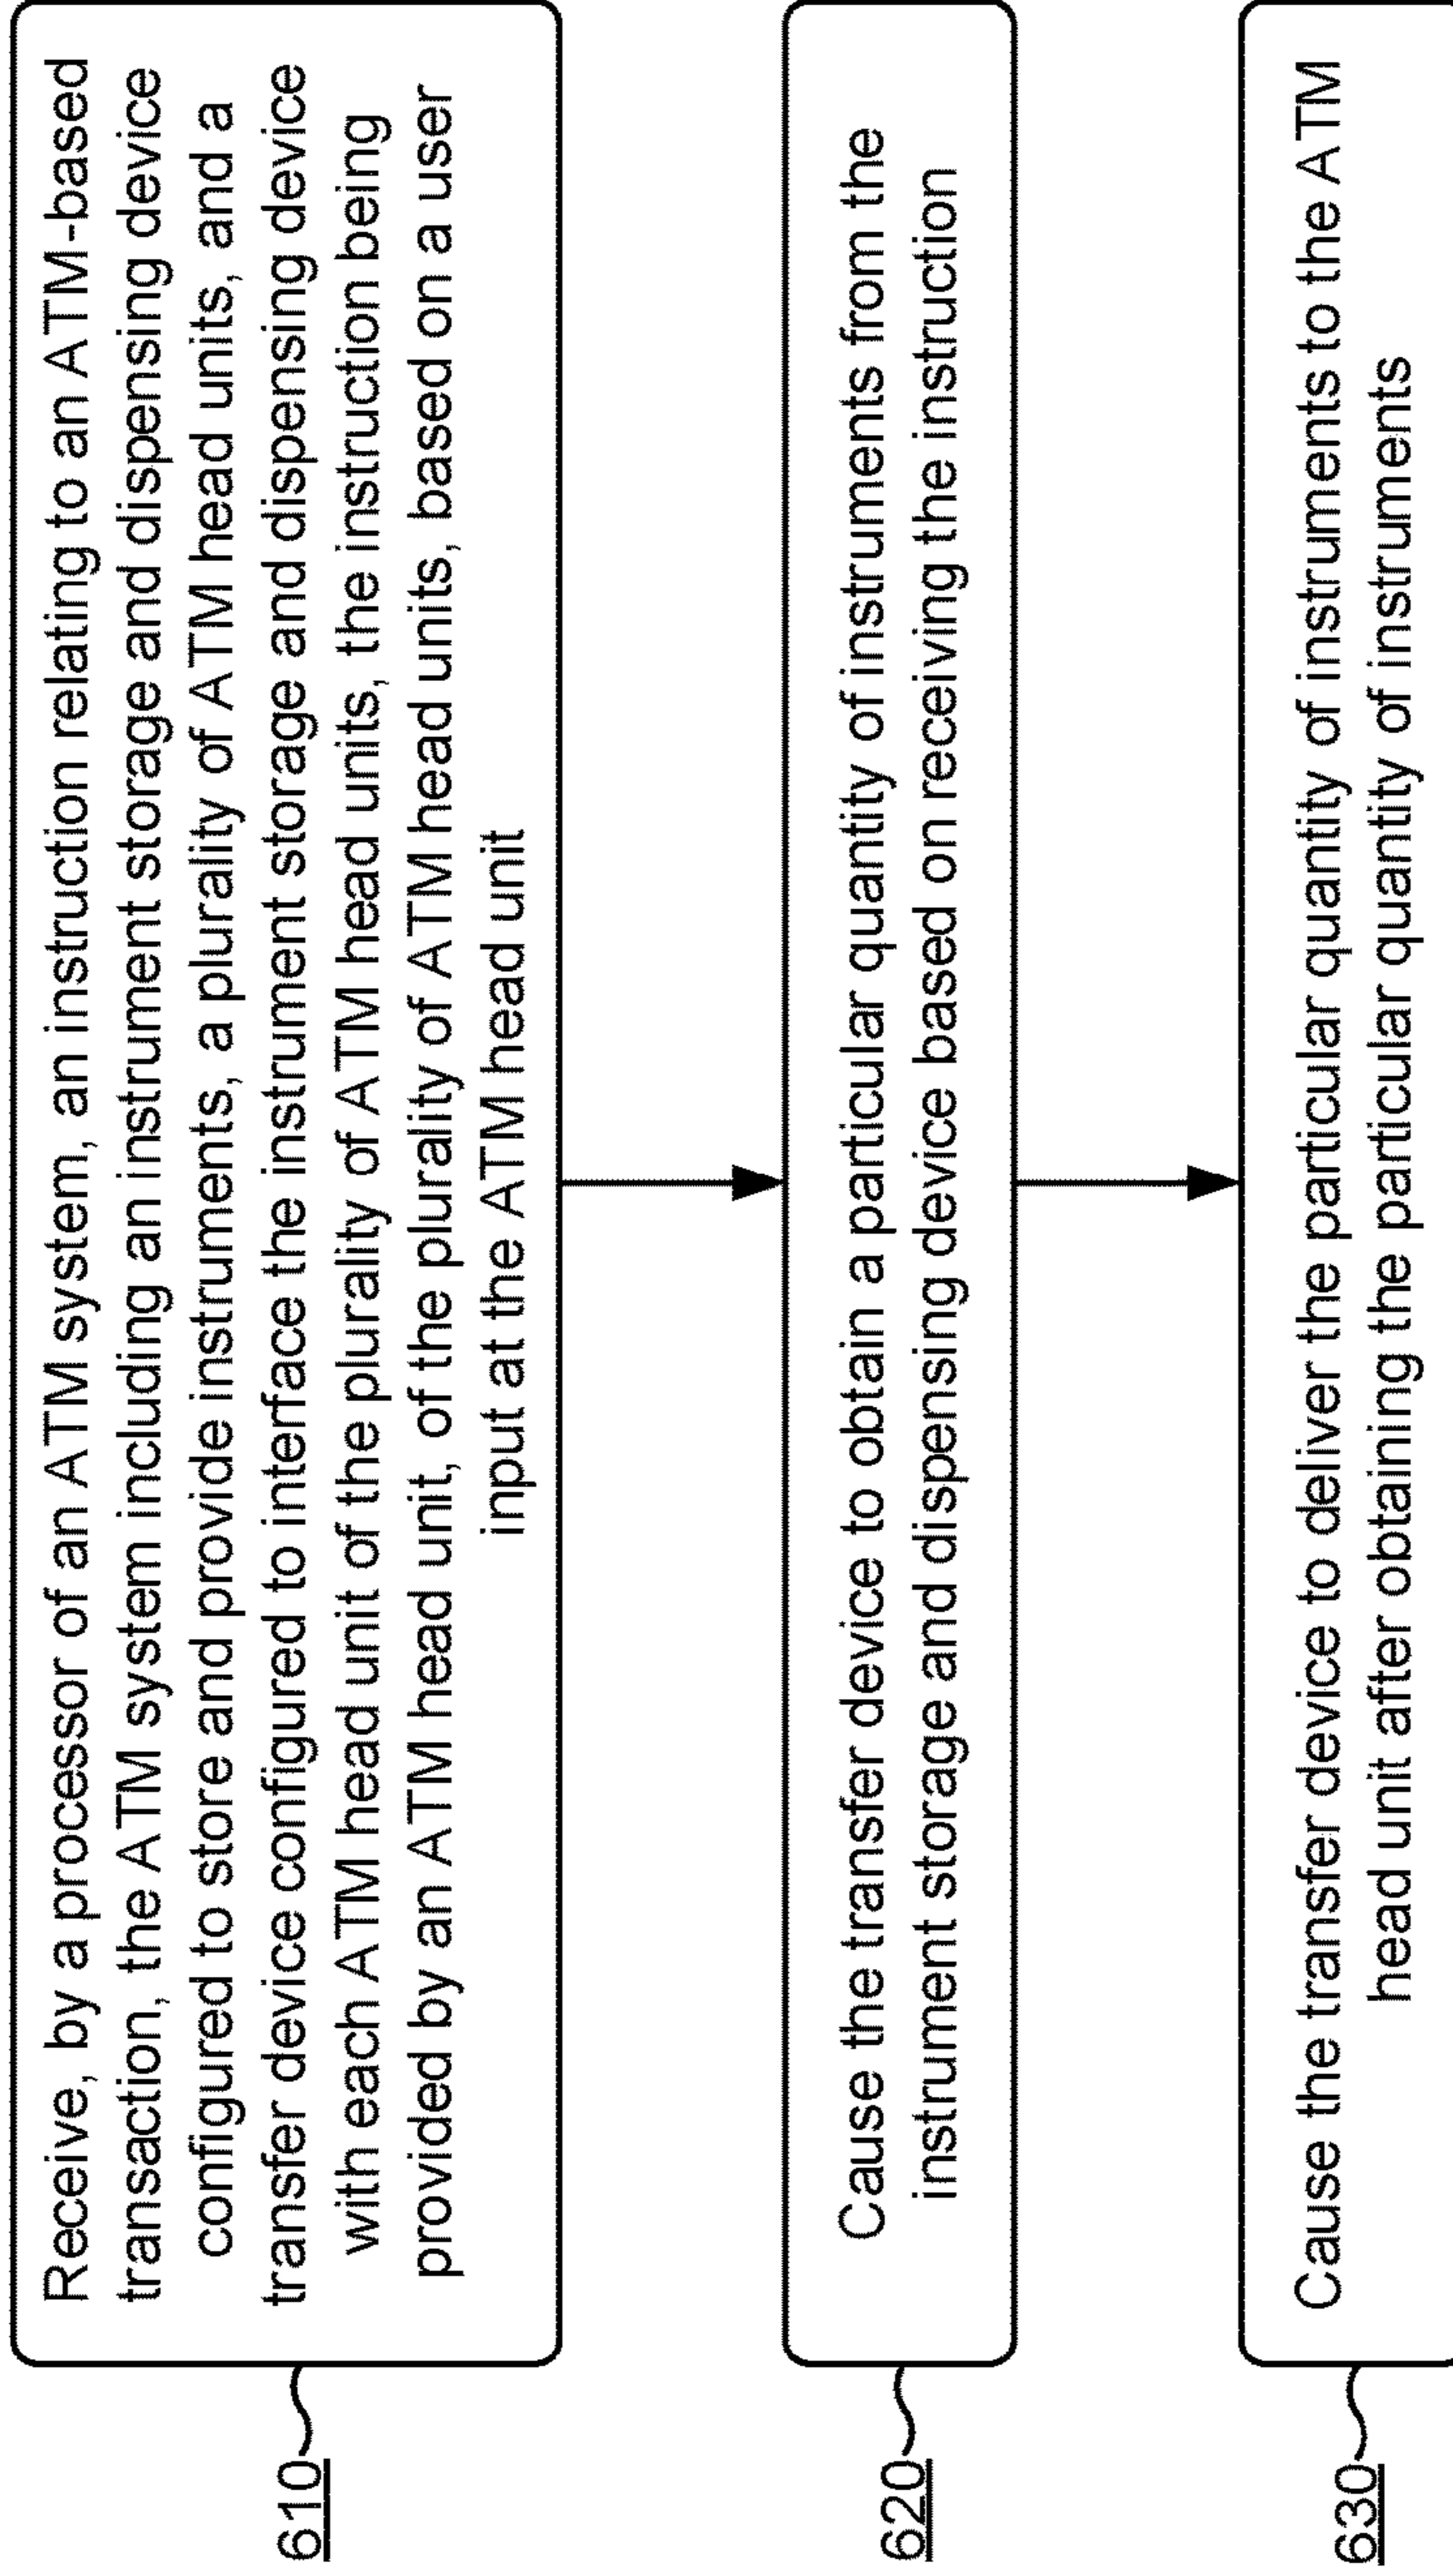 610
Receive, by a processor of an ATM system, an instruction relating to an ATM-based
transaction, the ATM system including an instrument storage and dispensing device
configured to store and provide instruments, a plurality of ATM head units, and a
transfer device configured to interface the instrument storage and dispensing device
with each ATM head unit of the plurality of ATM head units, the instruction being
provided by an ATM head unit, of the plurality of ATM head units, based on a user
input at the ATM head unit
620
Cause the transfer device to obtain a particular quantity of instruments from the
instrument storage and dispensing device based on receiving the instruction
630
Cause the transfer device to deliver the particular quantity of instruments to the ATM
head unit after obtaining the particular quantity of instruments